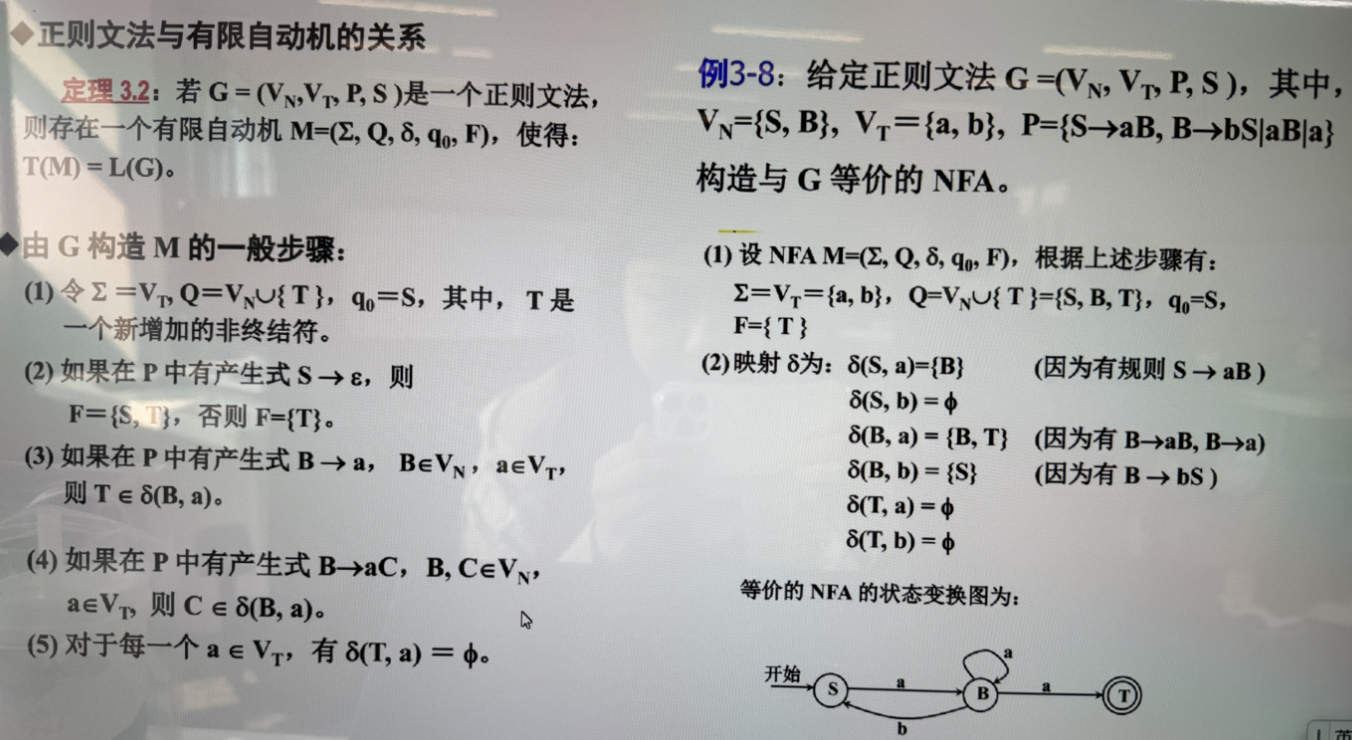 ◆正则文法与有限自动机的关系
定理 3.2：若 G = (V_N,V_T, P, S )是一个正则文法，
则存在一个有限自动机 M=(Σ, Q, δ, q₀, F)，使得：
T(M) = L(G)。
◆由 G 构造 M 的一般步骤：
(1) 令 Σ =V_T, Q=V_N∪{ T }，q₀=S，其中， T 是
一个新增加的非终结符。
(2) 如果在 P 中有产生式 S → ε，则
F={S, T}，否则 F={T}。
(3) 如果在 P 中有产生式 B → a， B∈V_N，a∈V_T，
则 T ∈ δ(B, a)。
(4) 如果在 P 中有产生式 B→aC，B, C∈V_N，
a∈V_T, 则 C ∈ δ(B, a)。
(5) 对于每一个 a ∈ V_T，有 δ(T, a) = ϕ。
例3-8：给定正则文法 G =(V_N, V_T, P, S )，其中，
V_N={S, B}, V_T={a, b}, P={S→aB, B→bS|aB|a}
构造与 G 等价的 NFA。
(1) 设 NFA M=(Σ, Q, δ, q₀, F)，根据上述步骤有：
Σ=V_T={a, b}，Q=V_N∪{ T }={S, B, T}，q₀=S,
F={ T }
(2) 映射 δ为：δ(S, a)={B} (因为有规则 S → aB )
δ(S, b) = ϕ
δ(B, a) = {B, T} (因为有 B→aB, B→a)
δ(B, b) = {S} (因为有 B → bS )
δ(T, a) = ϕ
δ(T, b) = ϕ
等价的 NFA 的状态变换图为：
a
开始 S a B a T
b
英